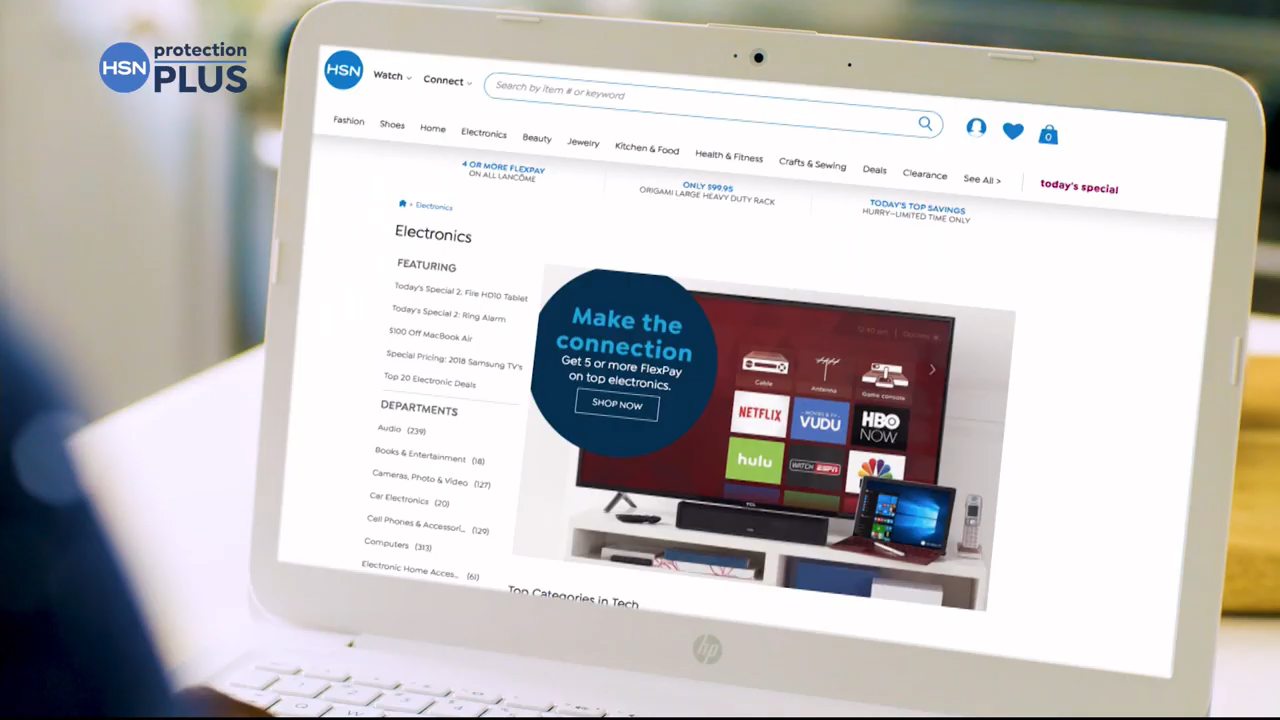 HSN protection PLUS
HSN
Watch
Connect
Search by item # or keyword
0
Fashion Shoes Home Electronics Beauty Jewelry Kitchen & Food Health & Fitness Crafts & Sewing Deals Clearance See All > today's special
4 OR MORE FLEXPAY
ON ALL LANCÔME
ONLY $99.95
ORIGAMI LARGE HEAVY DUTY RACK
TODAY'S TOP SAVINGS
HURRY–LIMITED TIME ONLY
Electronics
Electronics
FEATURING
Today's Special 2: Fire HD10 Tablet
Today's Special 2: Ring Alarm
$100 Off MacBook Air
Special Pricing: 2018 Samsung TV's
Top 20 Electronic Deals
DEPARTMENTS
Audio (239)
Books & Entertainment (18)
Cameras, Photo & Video (127)
Car Electronics (20)
Cell Phones & Accessori... (129)
Computers (313)
Electronic Home Acces... (61)
Make the
connection
Get 5 or more FlexPay
on top electronics.
SHOP NOW
Cable
Antenna
Game console
NETFLIX
MOVIES & TV
VUDU
HBO
NOW
hulu
WATCH ESPN
TCL
Top Categories in Tech
hp